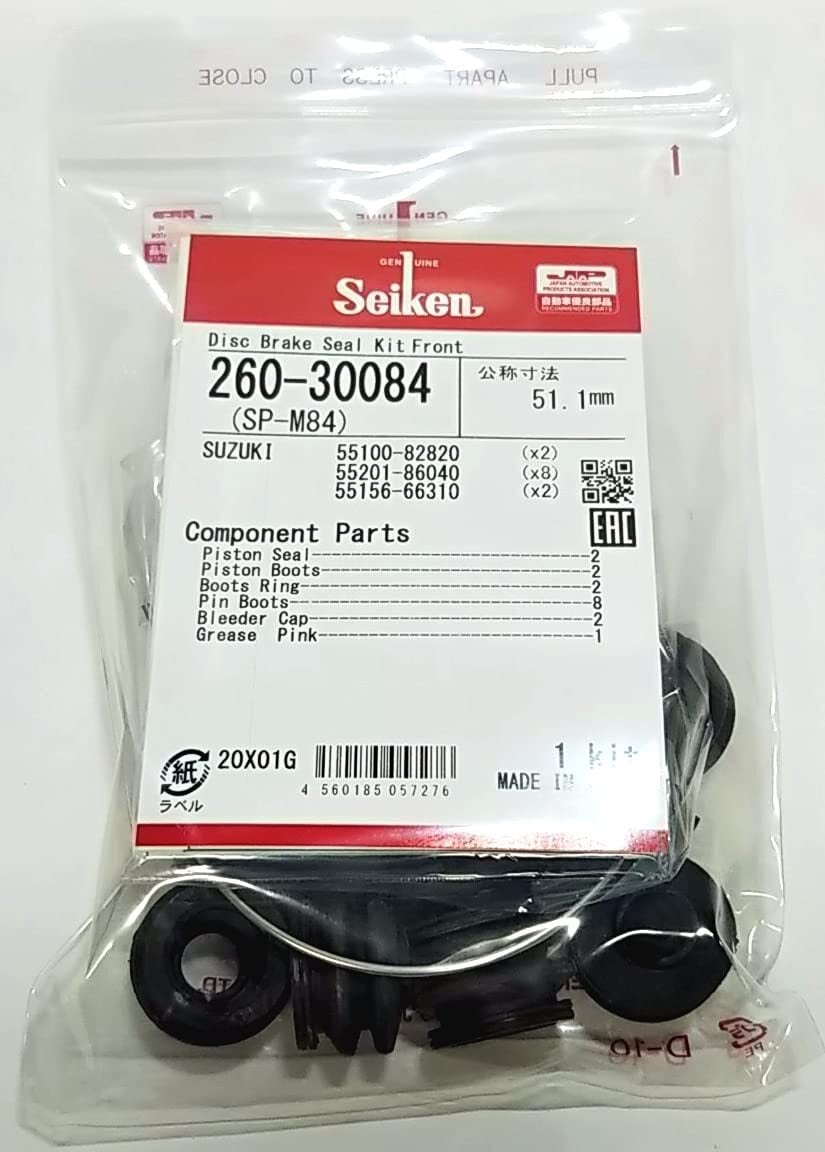 PULL APART PRESS TO CLOSE
GENUINE
Seiken
JAPAN AUTOMOTIVE
PRODUCTS ASSOCIATION
自動車優良部品
RECOMMENDED PARTS
Disc Brake Seal Kit Front
260-30084
(SP-M84)
公称寸法
51.1mm
SUZUKI 55100-82820 (x2)
55201-86040 (x8)
55156-66310 (x2)
EAC
Component Parts
Piston Seal------2
Piston Boots------2
Boots Ring------2
Pin Boots------8
Bleeder Cap------2
Grease Pink------1
紙
ラベル
20X01G
4 560185 057276
1 kit
MADE IN
D-10
PE